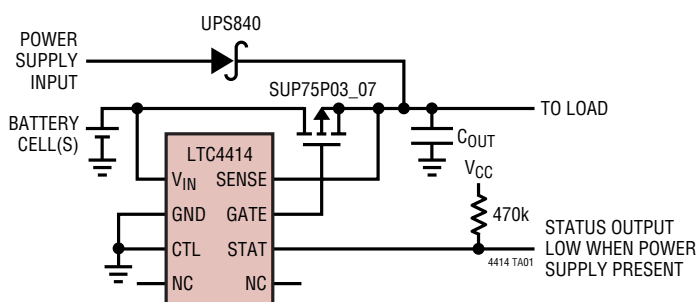 UPS840
POWER
SUPPLY
INPUT
SUP75P03_07
TO LOAD
BATTERY
CELL(S)
COUT
LTC4414
VIN SENSE
GND GATE
CTL STAT
NC NC
VCC
470k
STATUS OUTPUT
LOW WHEN POWER
SUPPLY PRESENT
4414 TA01